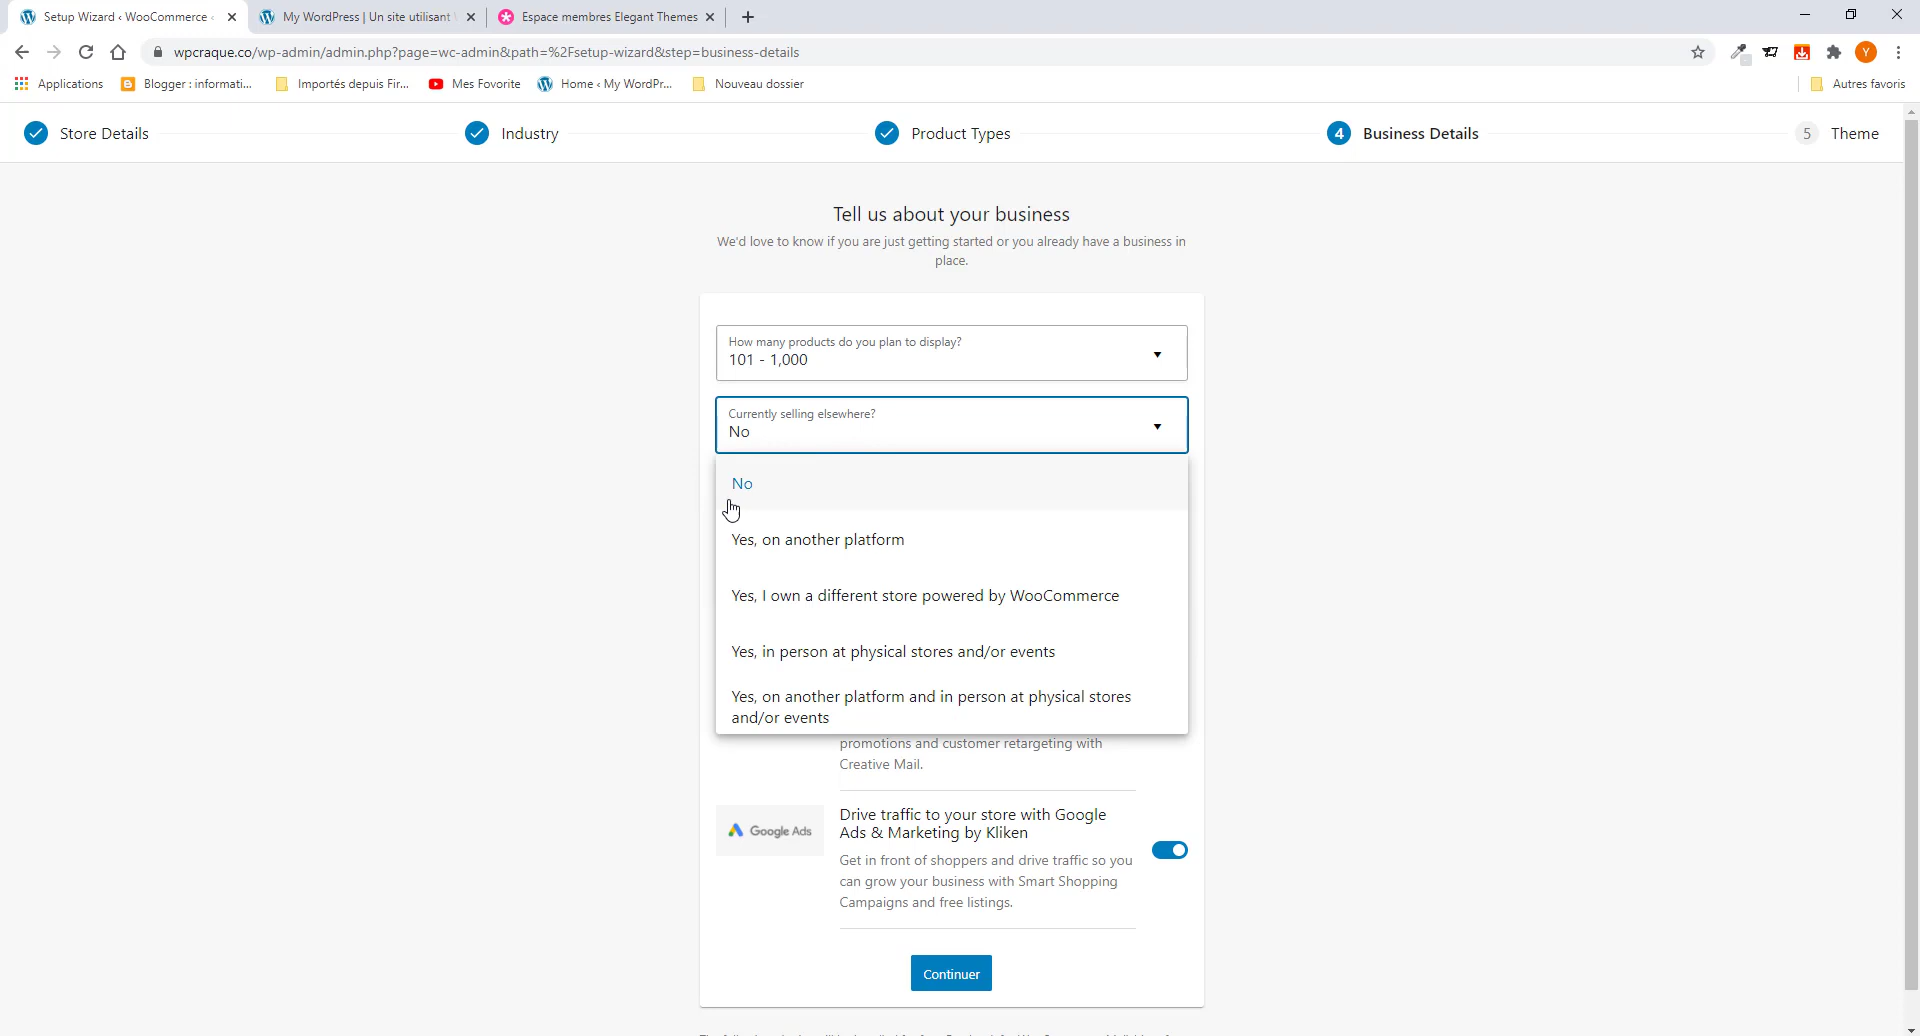 Setup Wizard ‹ WooCommerce ‹
My WordPress | Un site utilisant
Espace membres Elegant Themes
wpcraque.co/wp-admin/admin.php?page=wc-admin&path=%2Fsetup-wizard&step=business-details
Y
Applications
Blogger : informati...
Importés depuis Fir...
Mes Fovorite
Home ‹ My WordPr...
Nouveau dossier
Autres favoris
Store Details
Industry
Product Types
4 Business Details
5 Theme
Tell us about your business
We'd love to know if you are just getting started or you already have a business in
place.
How many products do you plan to display?
101 - 1,000
Currently selling elsewhere?
No
No
Yes, on another platform
Yes, I own a different store powered by WooCommerce
Yes, in person at physical stores and/or events
Yes, on another platform and in person at physical stores
and/or events
promotions and customer retargeting with
Creative Mail.
Google Ads
Drive traffic to your store with Google
Ads & Marketing by Kliken
Get in front of shoppers and drive traffic so you
can grow your business with Smart Shopping
Campaigns and free listings.
Continuer